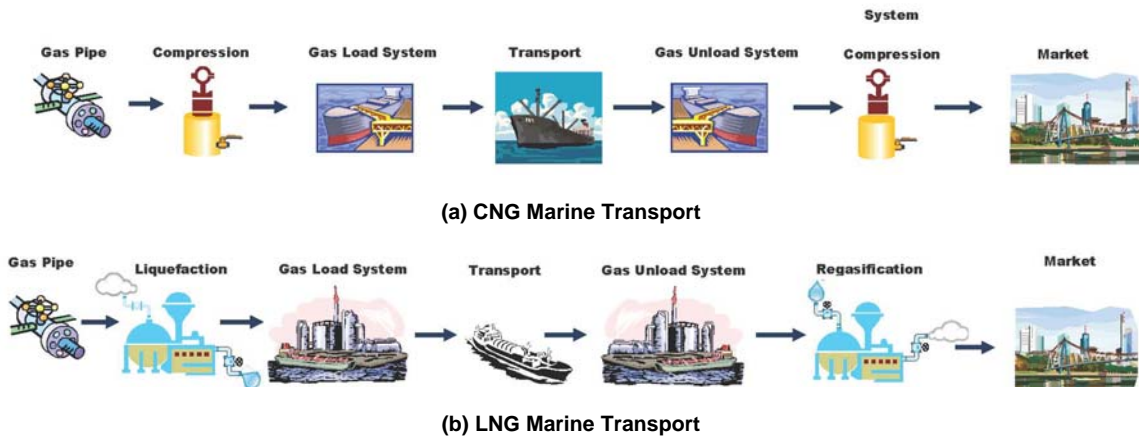 System
Gas Pipe Compression Gas Load System Transport Gas Unload System Compression Market
(a) CNG Marine Transport
Gas Pipe Liquefaction Gas Load System Transport Gas Unload System Regasification Market
(b) LNG Marine Transport